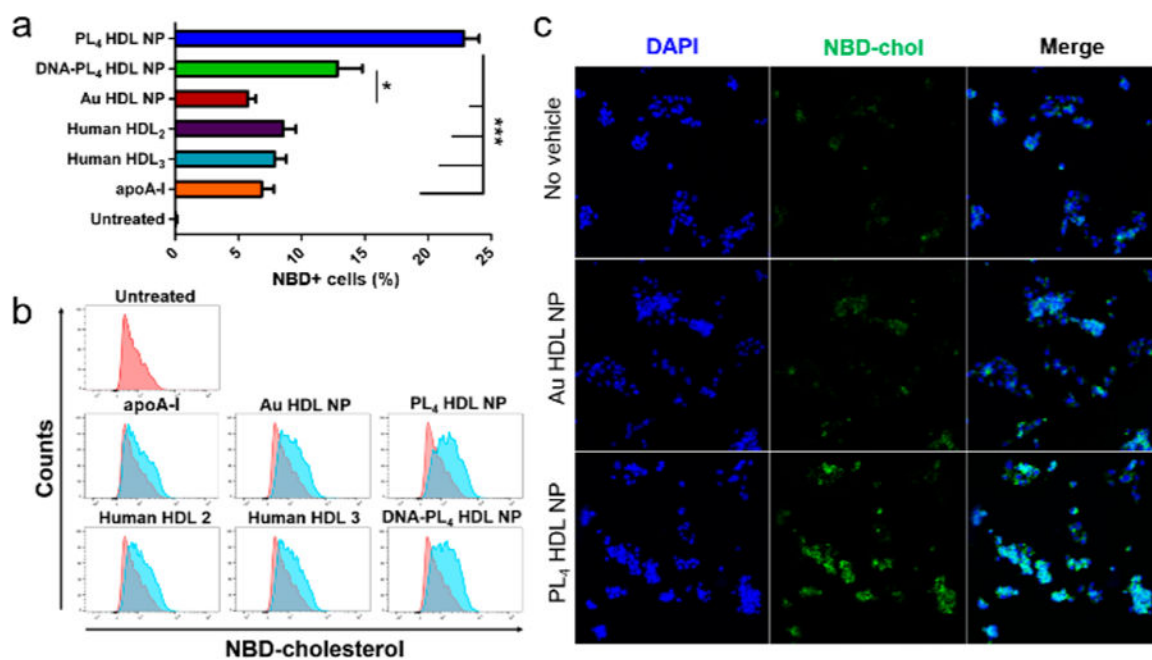 a
PL₄ HDL NP
DNA-PL₄ HDL NP
Au HDL NP
Human HDL₂
Human HDL₃
apoA-I
Untreated
*
***
0 5 10 15 20 25
NBD+ cells (%)
b
Untreated
apoA-I Au HDL NP PL₄ HDL NP
Human HDL 2 Human HDL 3 DNA-PL₄ HDL NP
Counts
NBD-cholesterol
c
DAPI NBD-chol Merge
No vehicle
Au HDL NP
PL₄ HDL NP